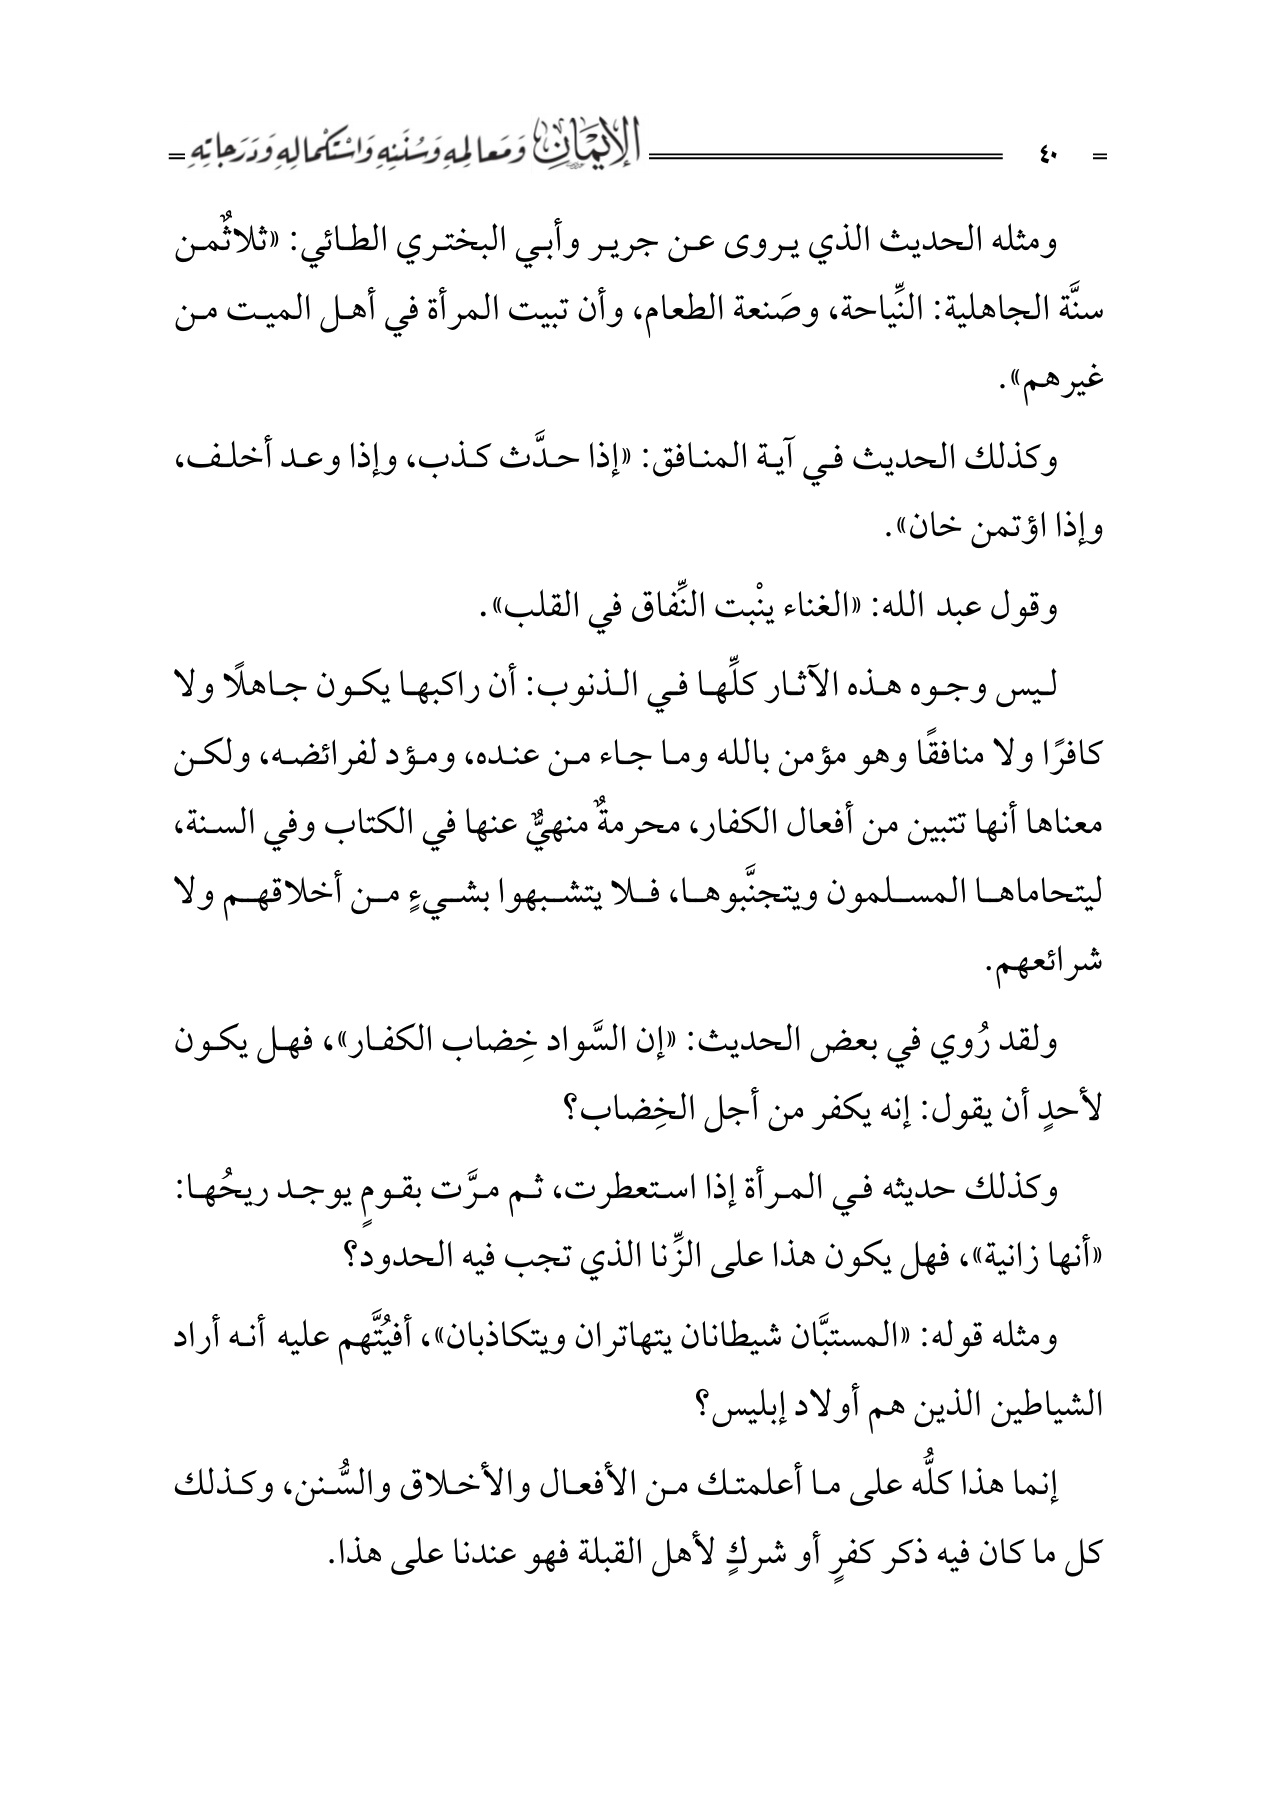 ٤٠ الإيمان وَمَعالِمِهِ وَسُنَنِهِ وَاسْتِكْمَالِهِ وَدَرَجاتِهِ
ومثله الحديث الذي يروى عن جرير وأبي البختري الطائي: «ثلاثٌ من
سنَّة الجاهلية: النِّياحة، وصَنعة الطعام، وأن تبيت المرأة في أهل الميت من
غيرهم».
وكذلك الحديث في آية المنافق: «إذا حدَّث كذب، وإذا وعد أخلف،
وإذا اؤتمن خان».
وقول عبد الله: «الغناء ينْبت النِّفاق في القلب».
ليس وجوه هذه الآثار كلِّها في الذنوب: أن راكبها يكون جاهلًا ولا
كافرًا ولا منافقًا وهو مؤمن بالله وما جاء من عنده، ومؤد لفرائضه، ولكن
معناها أنها تتبين من أفعال الكفار، محرمةٌ منهيٌّ عنها في الكتاب وفي السنة،
ليتحاماها المسلمون ويتجنَّبوها، فلا يتشبهوا بشيءٍ من أخلاقهم ولا
شرائعهم.
ولقد رُوي في بعض الحديث: «إن السَّواد خِضاب الكفار»، فهل يكون
لأحدٍ أن يقول: إنه يكفر من أجل الخِضاب؟
وكذلك حديثه في المرأة إذا استعطرت، ثم مرَّت بقومٍ يوجد ريحُها:
«أنها زانية»، فهل يكون هذا على الزِّنا الذي تجب فيه الحدود؟
ومثله قوله: «المستبَّان شيطانان يتهاتران ويتكاذبان»، أفيُتَّهم عليه أنه أراد
الشياطين الذين هم أولاد إبليس؟
إنما هذا كلُّه على ما أعلمتك من الأفعال والأخلاق والسُّنن، وكذلك
كل ما كان فيه ذكر كفرٍ أو شركٍ لأهل القبلة فهو عندنا على هذا.